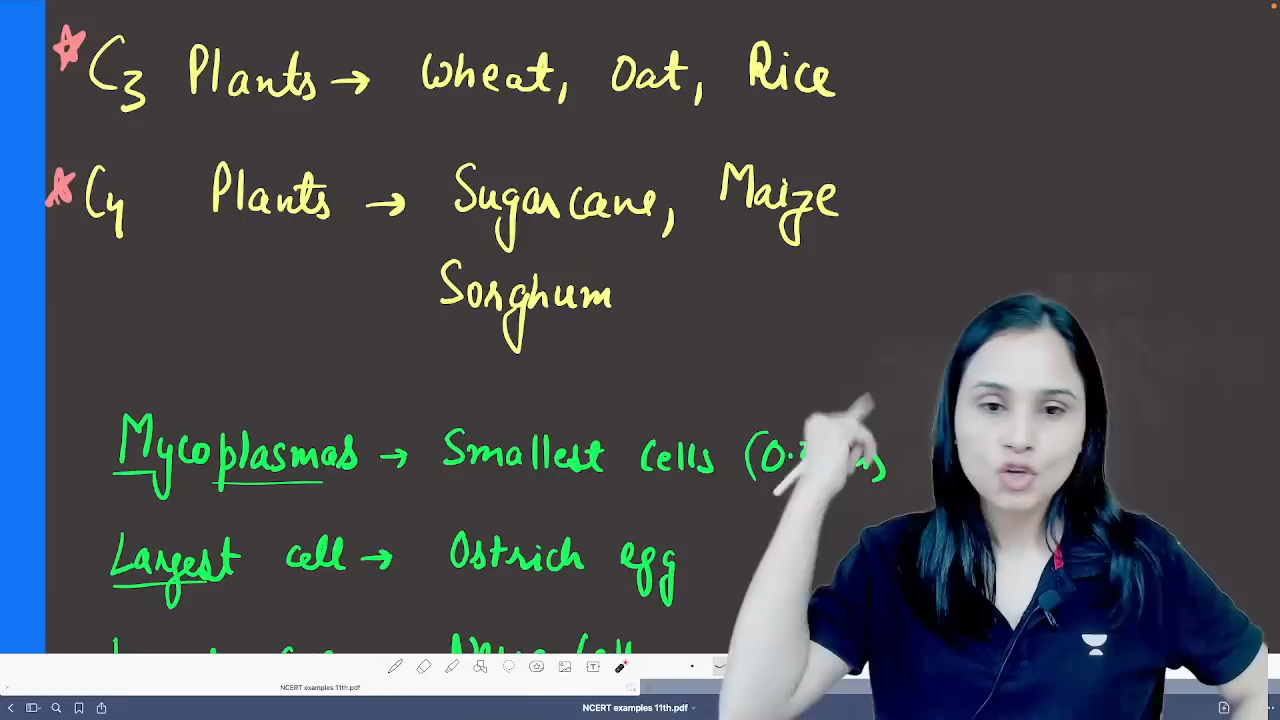 C3 Plants → Wheat, Oat, Rice
C4 Plants → Sugarcane, Maize
Sorghum
Mycoplasmas → Smallest cells (0.
Largest cell → Ostrich egg
NCERT examples 11th.pdf
NCERT examples 11th.pdf